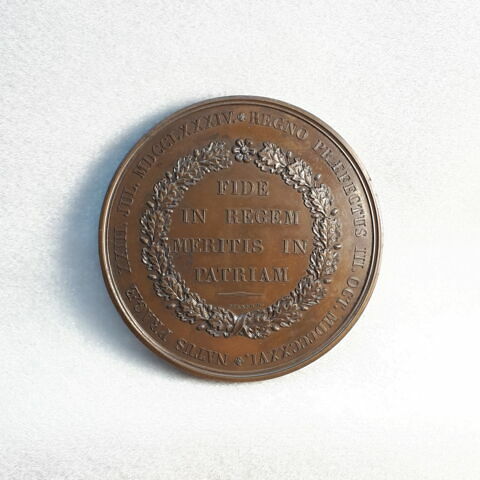 NATUS PRAGAE XXIII. JUL. MDCCLXXXIV. REGNO PRAEFECTUS III. OCT. MDCCCXXVI.
FIDE
IN REGEM
MERITIS IN
PATRIAM